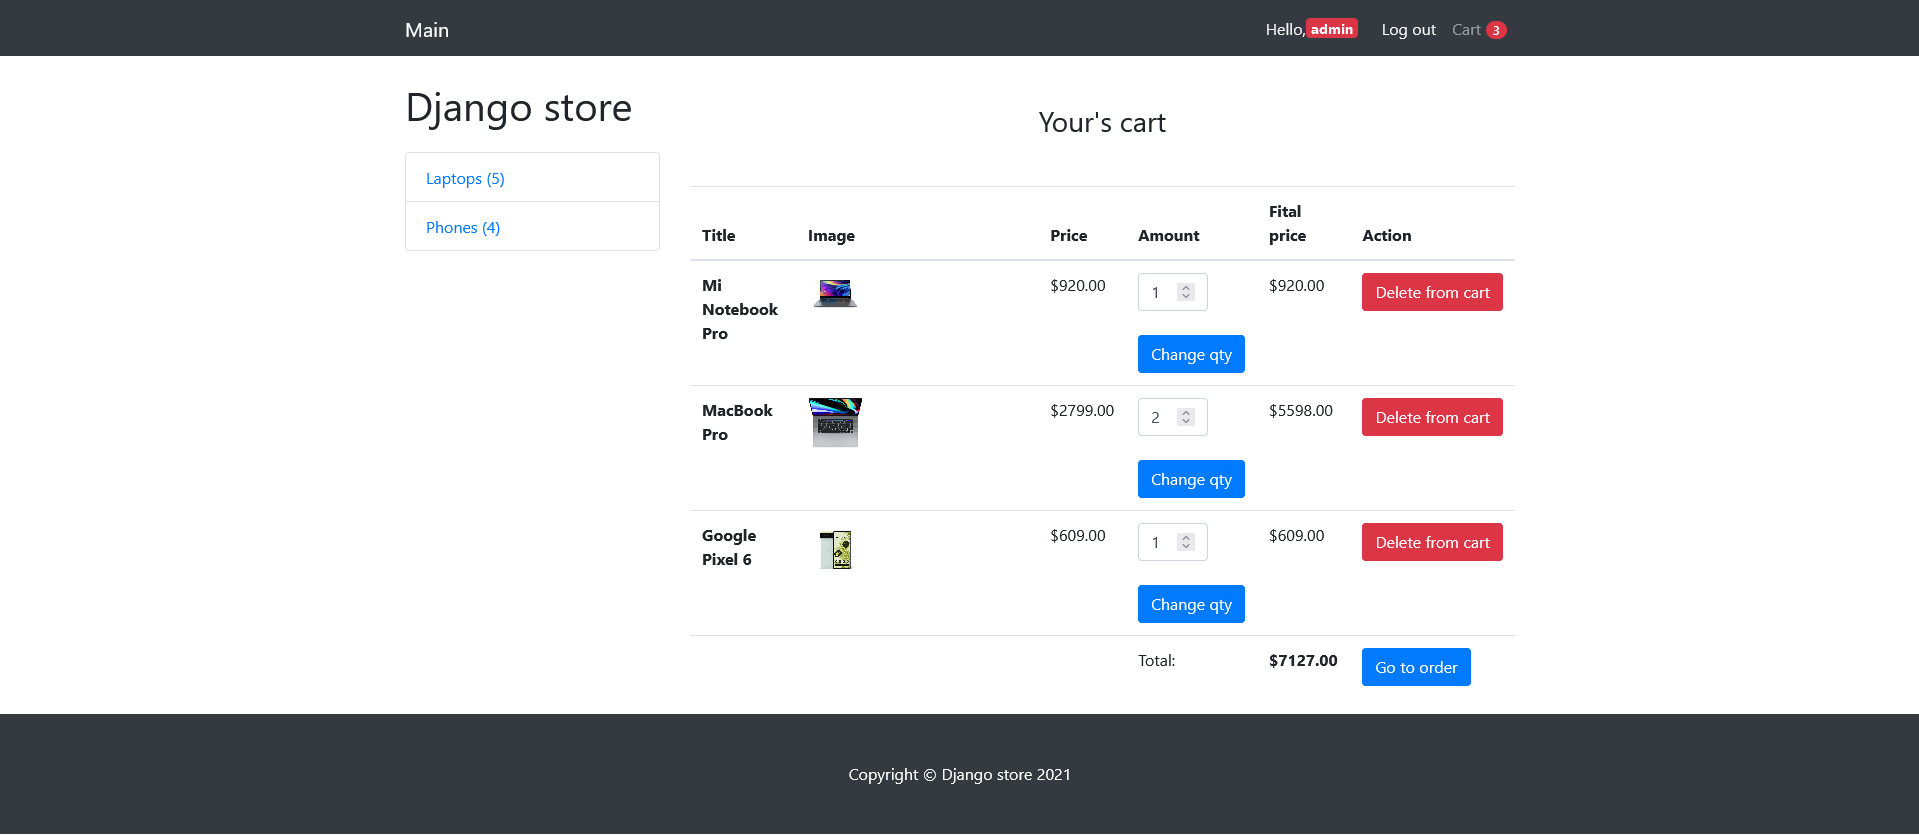 Main
Hello, admin Log out Cart 3
Django store
Laptops (5)
Phones (4)
Your's cart
Title Image Price Amount Fital price Action
Mi Notebook Pro $920.00 1 $920.00 Delete from cart
Change qty
MacBook Pro $2799.00 2 $5598.00 Delete from cart
Change qty
Google Pixel 6 $609.00 1 $609.00 Delete from cart
Change qty
Total: $7127.00 Go to order
Copyright © Django store 2021